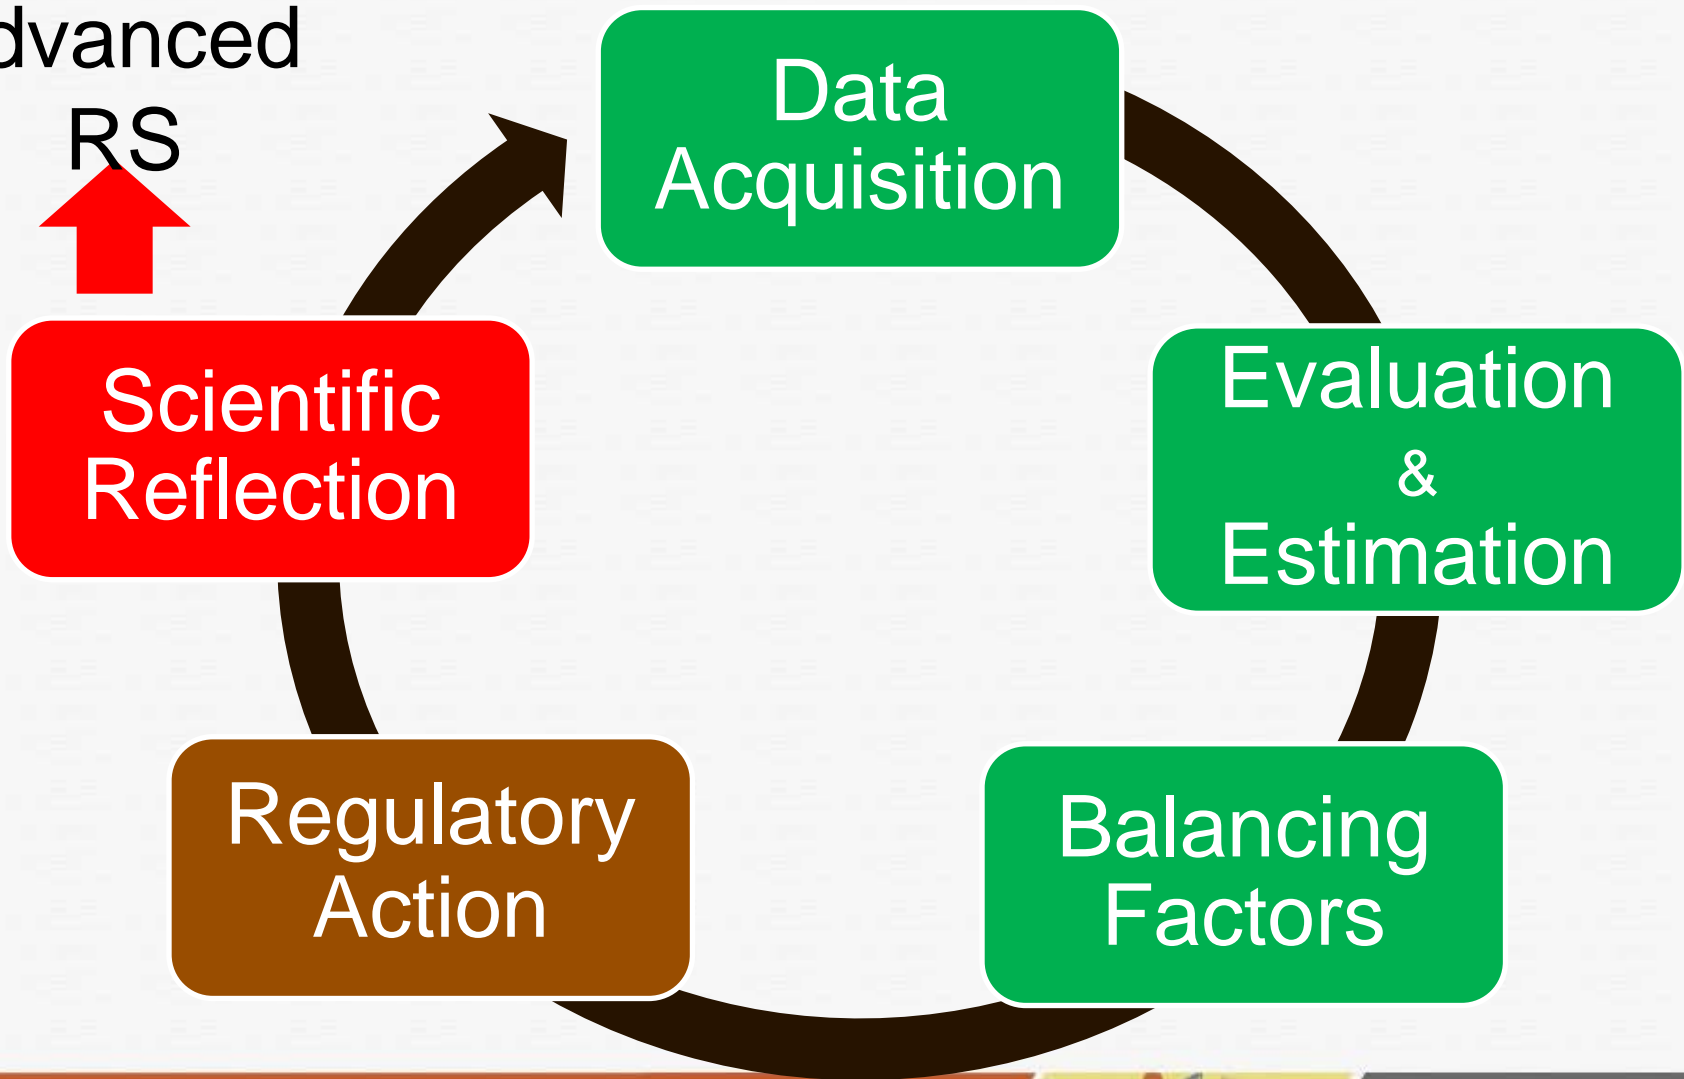 dvanced
RS
Data
Acquisition
Evaluation
&
Estimation
Balancing
Factors
Regulatory
Action
Scientific
Reflection